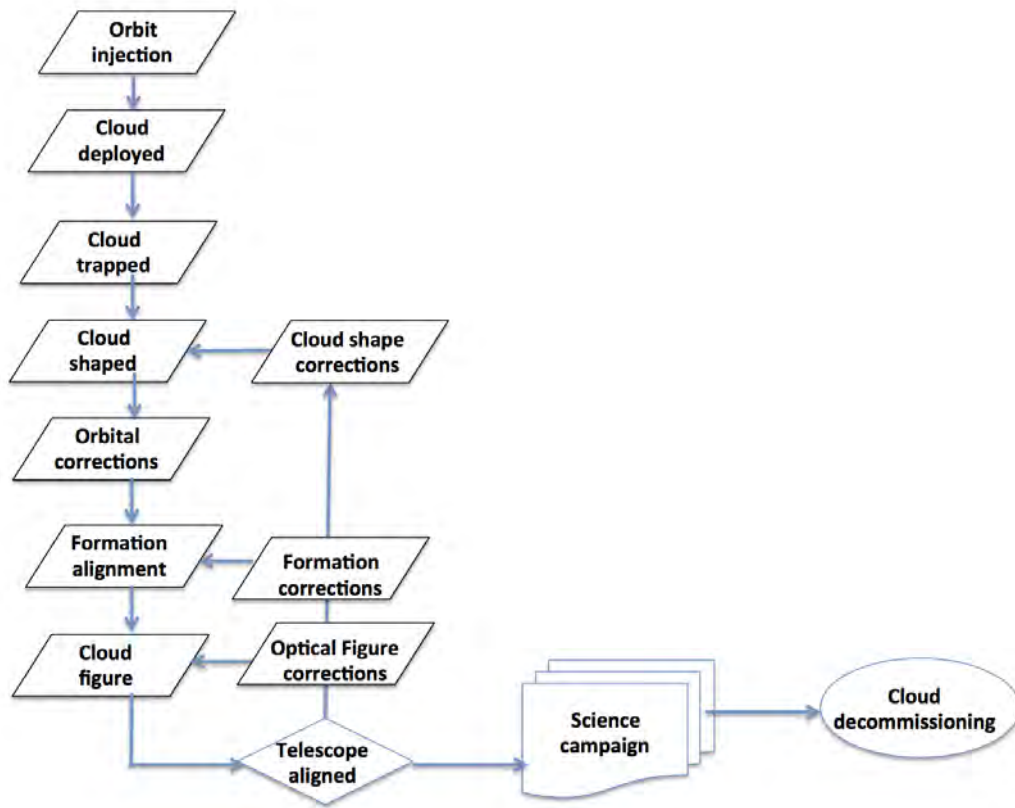 Orbit
injection
Cloud
deployed
Cloud
trapped
Cloud
shaped
Cloud shape
corrections
Orbital
corrections
Formation
alignment
Formation
corrections
Cloud
figure
Optical Figure
corrections
Telescope
aligned
Science
campaign
Cloud
decommissioning